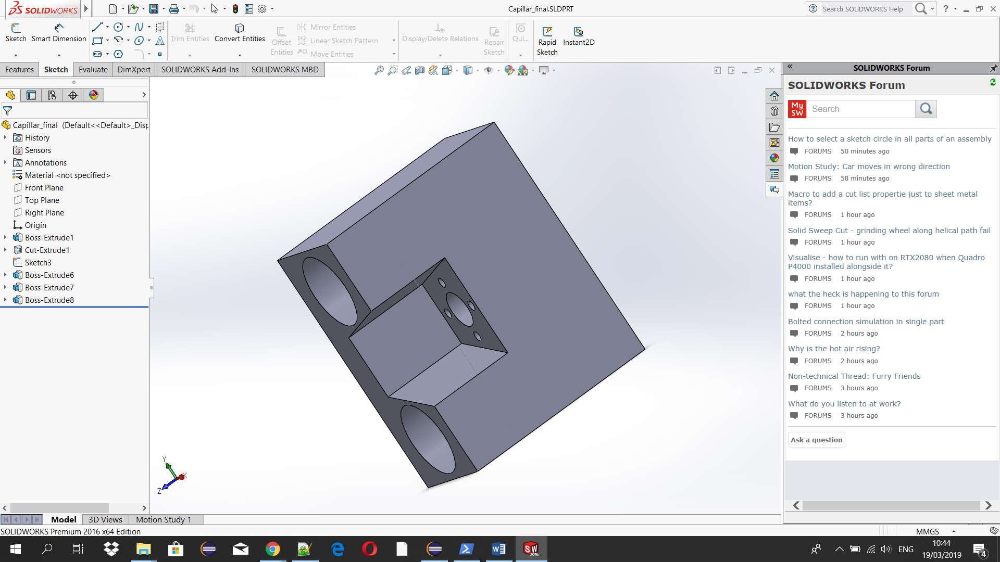 SOLIDWORKS
Capillar_final.SLDPRT
Search SOLIDWORKS Help
?
Sketch
Smart Dimension
Trim Entities
Convert Entities
Offset Entities
Mirror Entities
Linear Sketch Pattern
Move Entities
Display/Delete Relations
Repair Sketch
Qui...
Rapid Sketch
Instant2D
Features
Sketch
Evaluate
DimXpert
SOLIDWORKS Add-Ins
SOLIDWORKS MBD
Capillar_final (Default<<Default>_Disp
History
Sensors
Annotations
Material <not specified>
Front Plane
Top Plane
Right Plane
Origin
Boss-Extrude1
Cut-Extrude1
Sketch3
Boss-Extrude6
Boss-Extrude7
Boss-Extrude8
Y
X
Z
SOLIDWORKS Forum
SOLIDWORKS Forum
My SW
Search
How to select a sketch circle in all parts of an assembly
FORUMS 50 minutes ago
Motion Study: Car moves in wrong direction
FORUMS 58 minutes ago
Macro to add a cut list propertie just to sheet metal
items?
FORUMS 1 hour ago
Solid Sweep Cut - grinding wheel along helical path fail
FORUMS 1 hour ago
Visualise - how to run with on RTX2080 when Quadro
P4000 installed alongside it?
FORUMS 1 hour ago
what the heck is happening to this forum
FORUMS 1 hour ago
Bolted connection simulation in single part
FORUMS 2 hours ago
Why is the hot air rising?
FORUMS 2 hours ago
Non-technical Thread: Furry Friends
FORUMS 3 hours ago
What do you listen to at work?
FORUMS 3 hours ago
Ask a question
Model
3D Views
Motion Study 1
SOLIDWORKS Premium 2016 x64 Edition
MMGS
SW
2016
ENG
10:44
19/03/2019
4